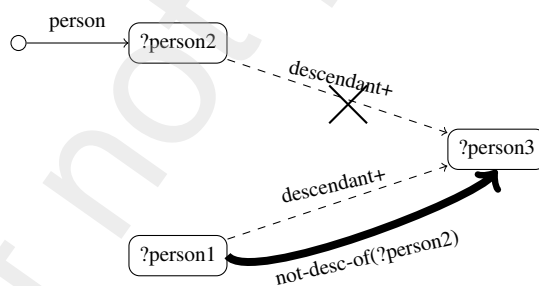 person
?person2
descendant+
?person3
descendant+
?person1
not-desc-of(?person2)